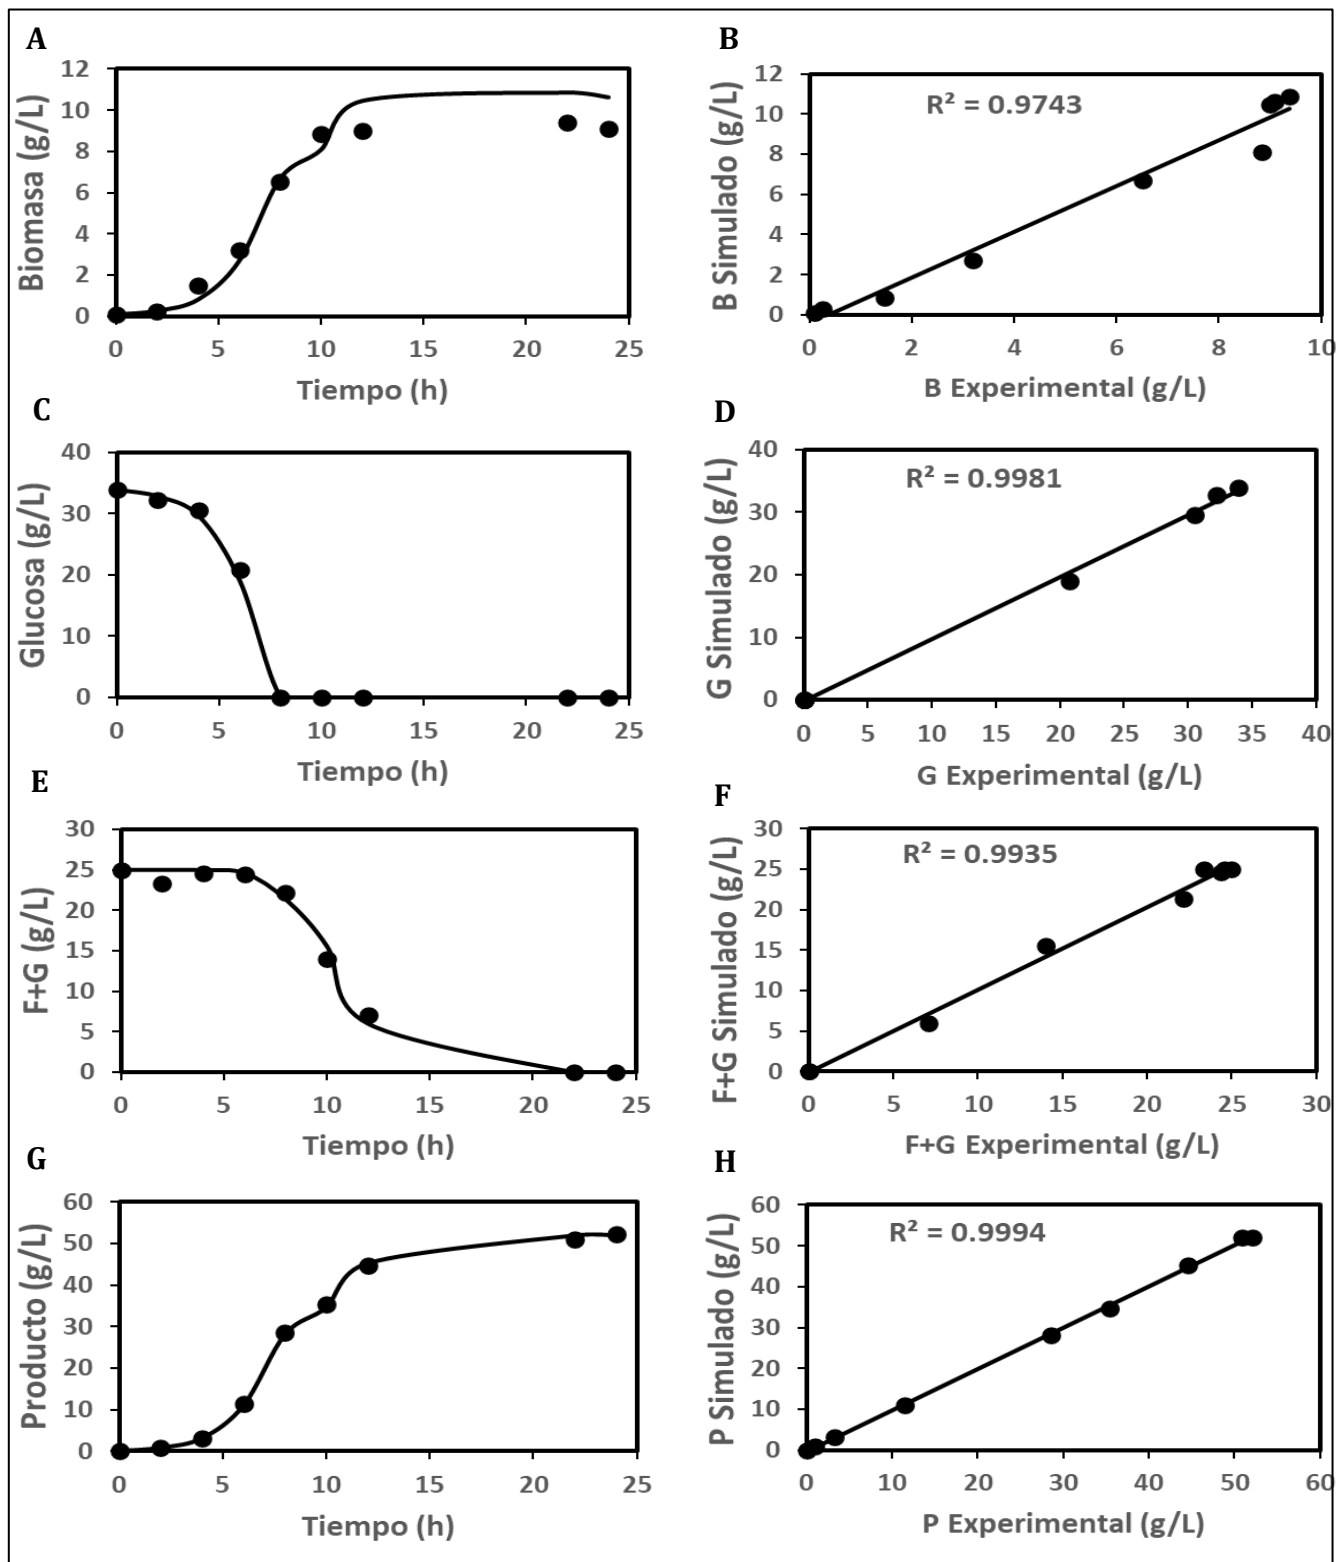 A
Biomasa (g/L)
12
10
8
6
4
2
0
0 5 10 15 20 25
Tiempo (h)
B
B Simulado (g/L)
12
10
8
6
4
2
0
R² = 0.9743
0 2 4 6 8 10
B Experimental (g/L)
C
Glucosa (g/L)
40
30
20
10
0
0 5 10 15 20 25
Tiempo (h)
D
G Simulado (g/L)
40
30
20
10
0
R² = 0.9981
0 5 10 15 20 25 30 35 40
G Experimental (g/L)
E
F+G (g/L)
30
25
20
15
10
5
0
0 5 10 15 20 25
Tiempo (h)
F
F+G Simulado (g/L)
30
25
20
15
10
5
0
R² = 0.9935
0 5 10 15 20 25 30
F+G Experimental (g/L)
G
Producto (g/L)
60
50
40
30
20
10
0
0 5 10 15 20 25
Tiempo (h)
H
P Simulado (g/L)
60
50
40
30
20
10
0
R² = 0.9994
0 10 20 30 40 50 60
P Experimental (g/L)